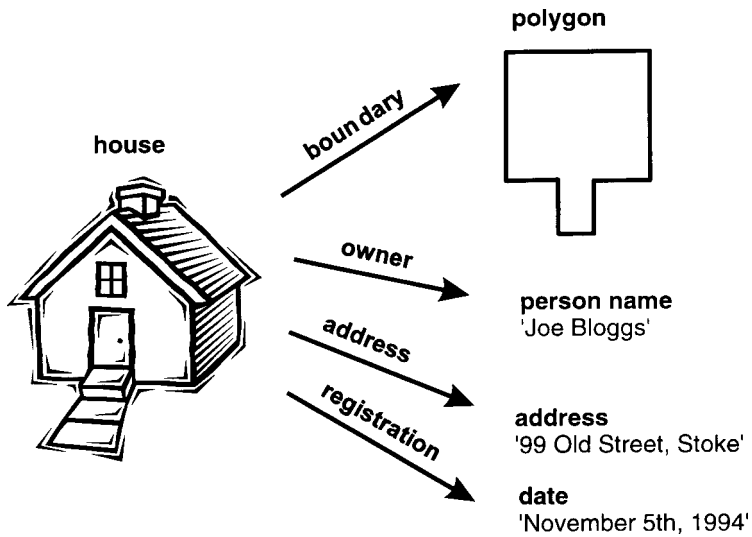 polygon
house
boundary
owner
person name
'Joe Bloggs'
address
registration
address
'99 Old Street, Stoke'
date
'November 5th, 1994'